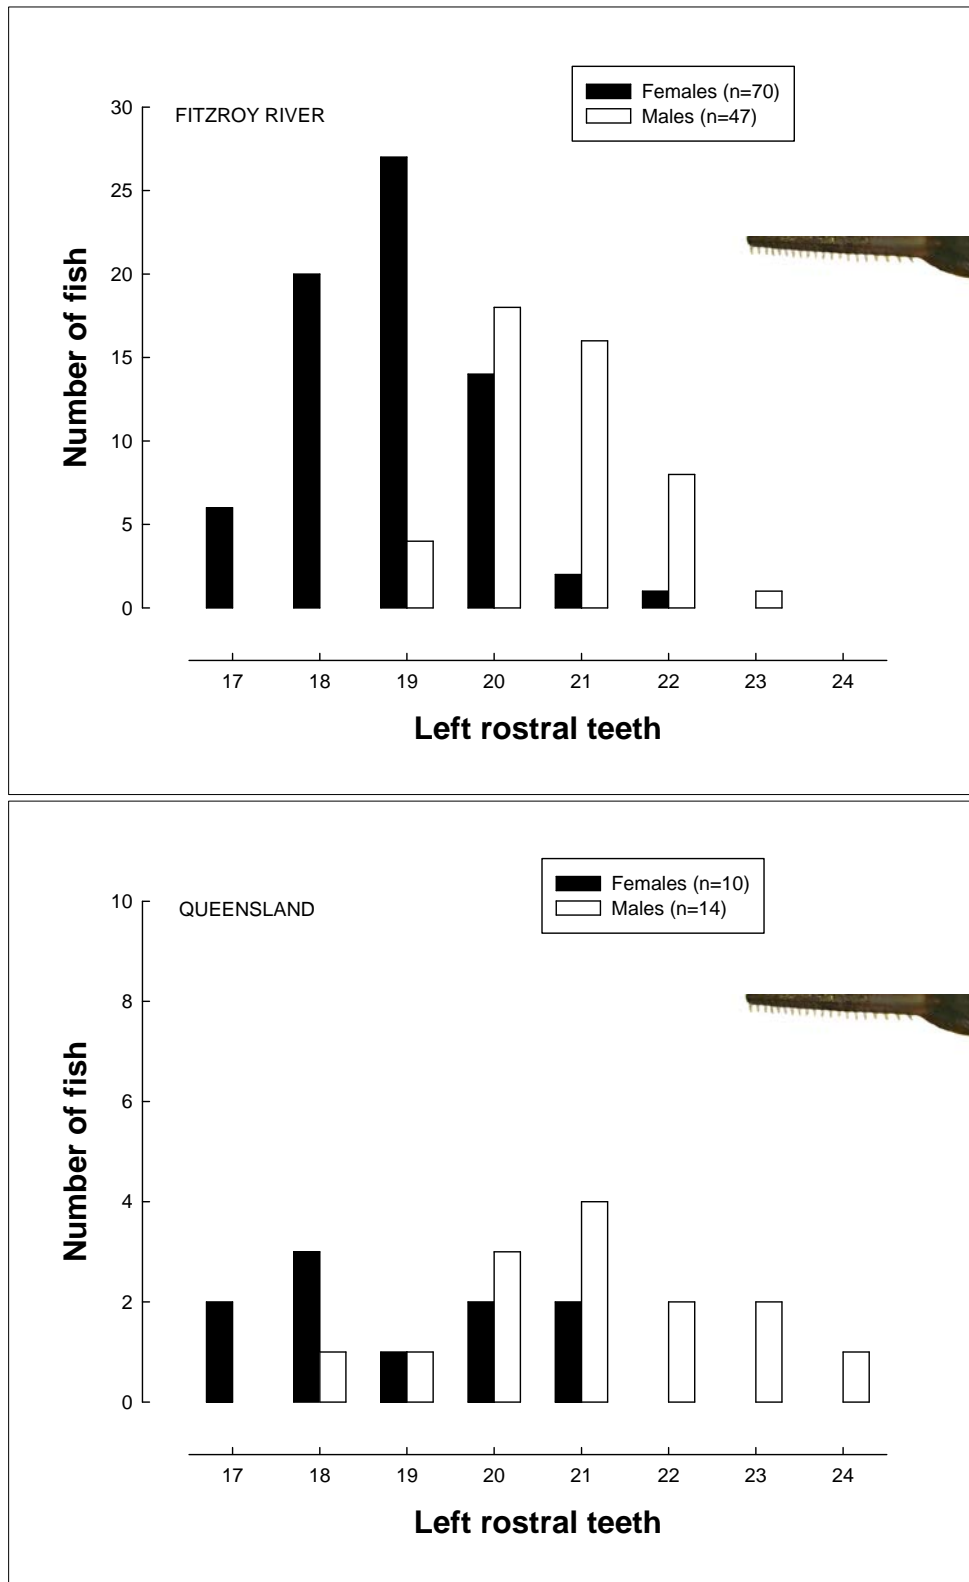 Females (n=70)
Males (n=47)
FITZROY RIVER
30
25
20
15
10
5
0
Number of fish
17 18 19 20 21 22 23 24
Left rostral teeth
Females (n=10)
Males (n=14)
QUEENSLAND
10
8
6
4
2
0
Number of fish
17 18 19 20 21 22 23 24
Left rostral teeth